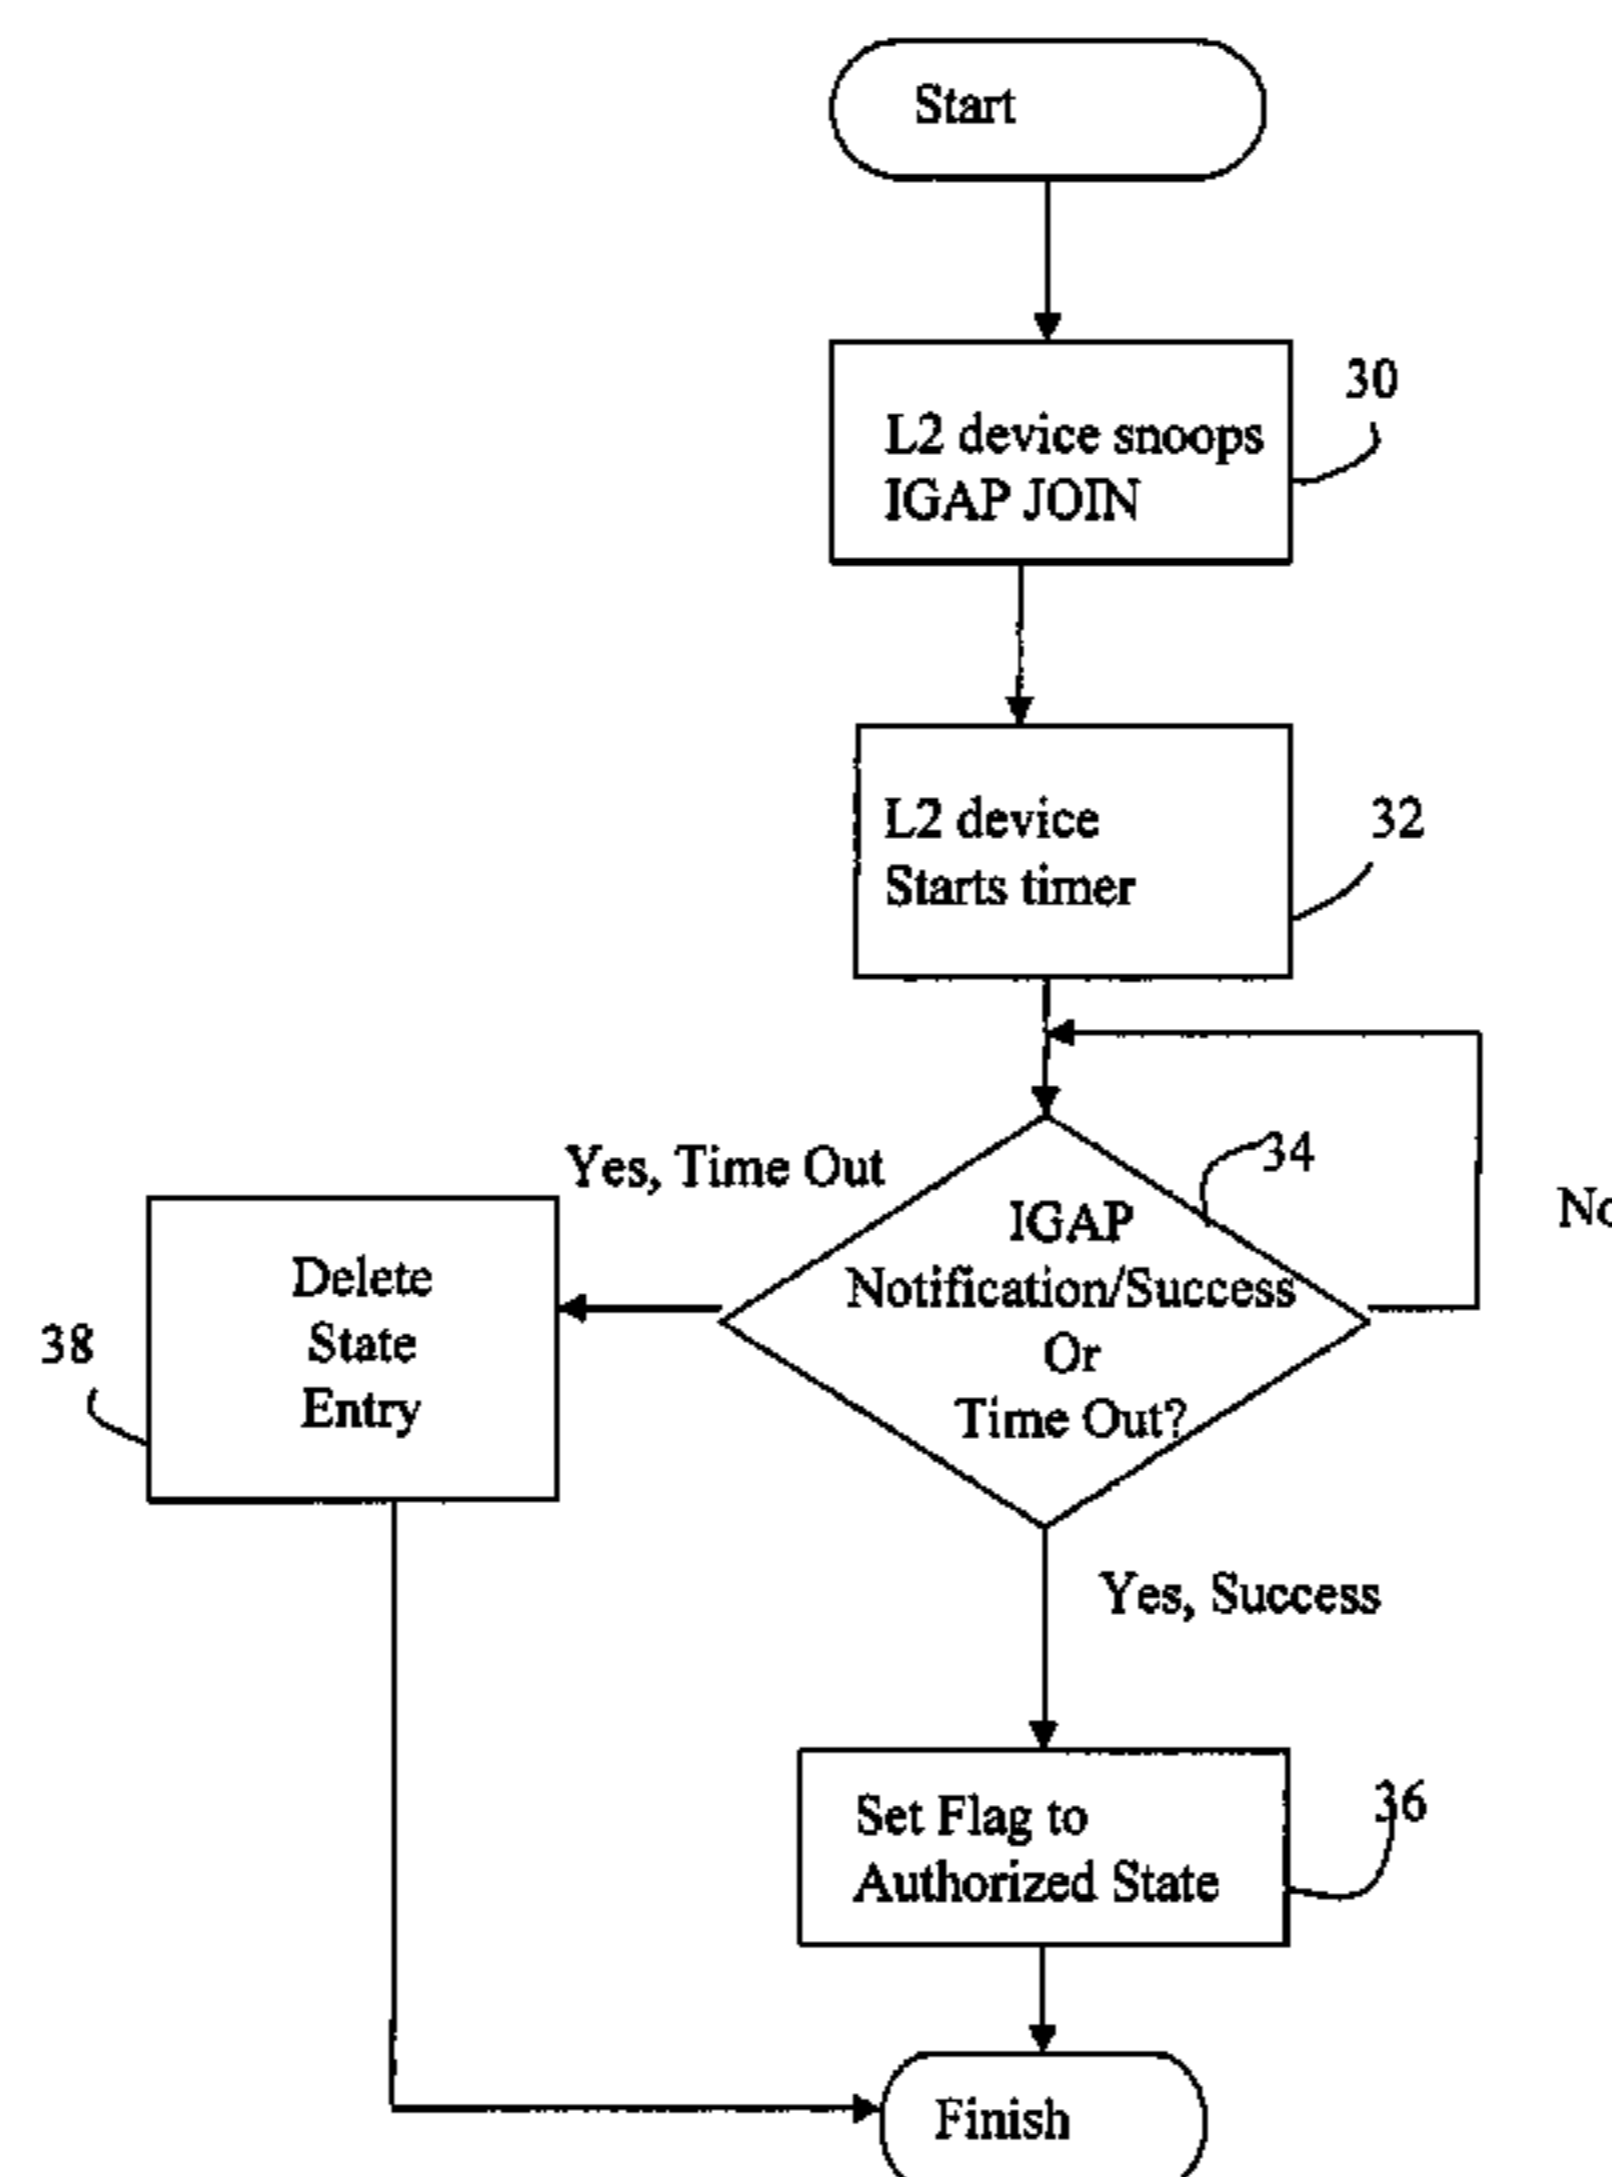 Start
30
L2 device snoops
IGAP JOIN
32
L2 device
Starts timer
Yes, Time Out
34
No
IGAP
Notification/Success
Or
Time Out?
38
Delete
State
Entry
Yes, Success
36
Set Flag to
Authorized State
Finish